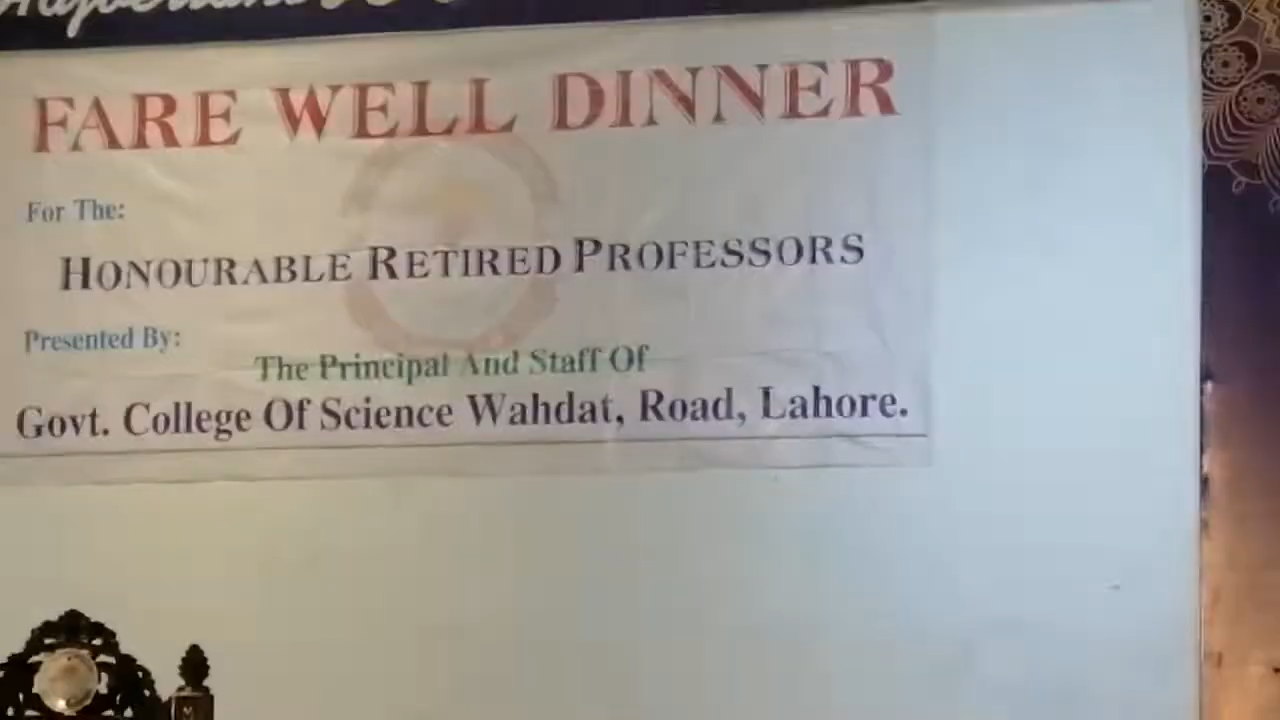 FARE WELL DINNER
For The:
HONOURABLE RETIRED PROFESSORS
Presented By:
The Principal And Staff Of
Govt. College Of Science Wahdat, Road, Lahore.